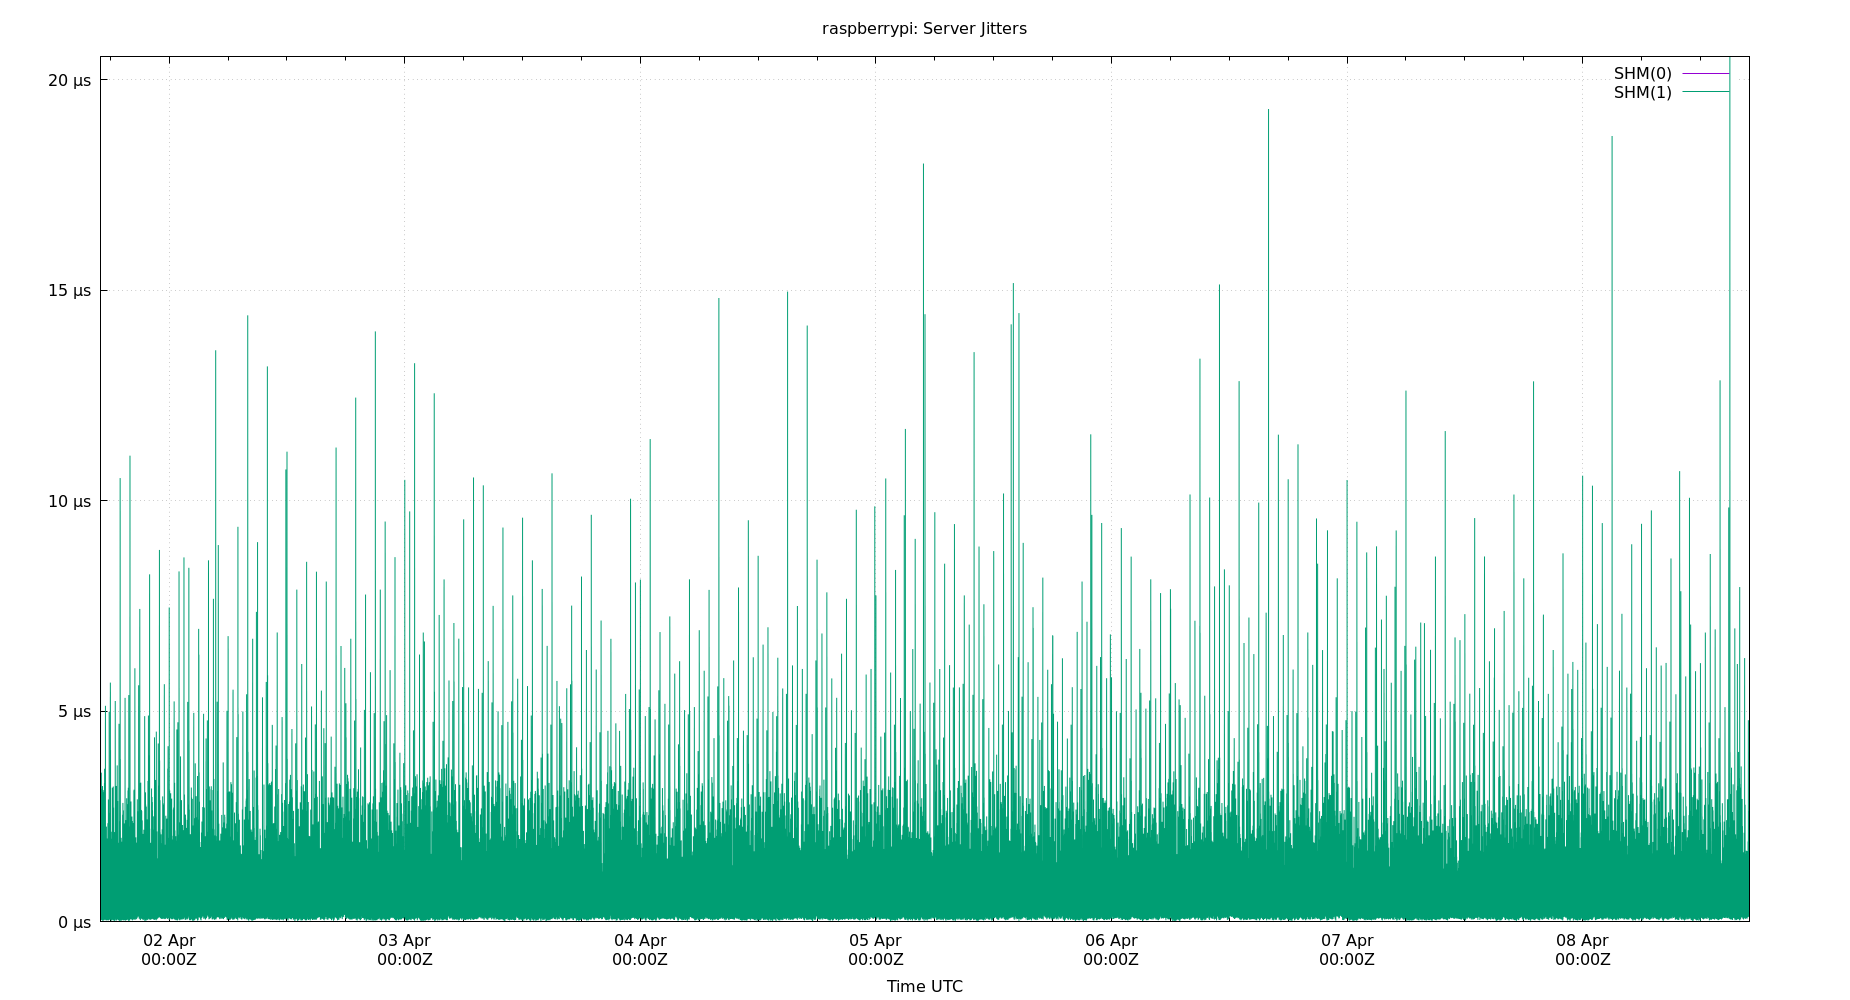 raspberrypi: Server Jitters
SHM(0)
SHM(1)
20 µs
15 µs
10 µs
5 µs
0 µs
02 Apr 03 Apr 04 Apr 05 Apr 06 Apr 07 Apr 08 Apr
00:00Z 00:00Z 00:00Z 00:00Z 00:00Z 00:00Z 00:00Z
Time UTC